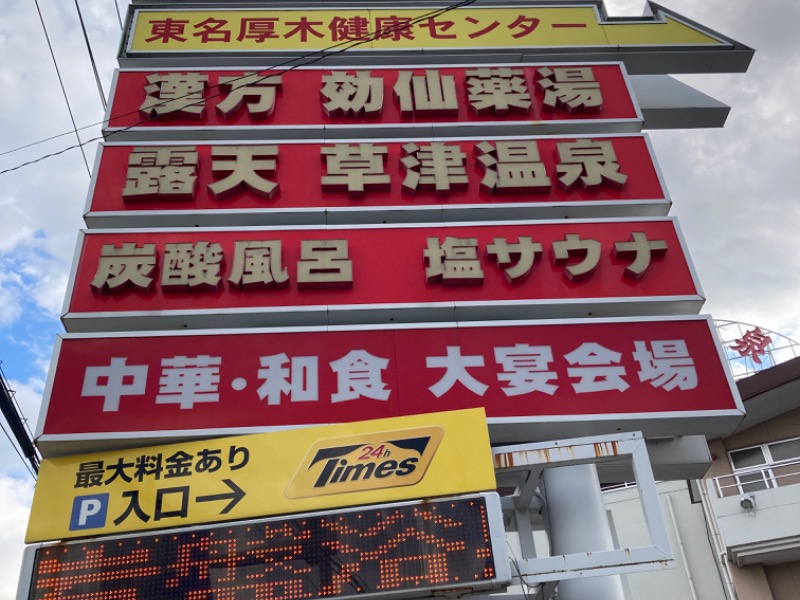 東名厚木健康センター
漢方 効仙薬湯
露天 草津温泉
炭酸風呂 塩サウナ
中華・和食 大宴会場
泉
最大料金あり
P 入口→
24h
Times